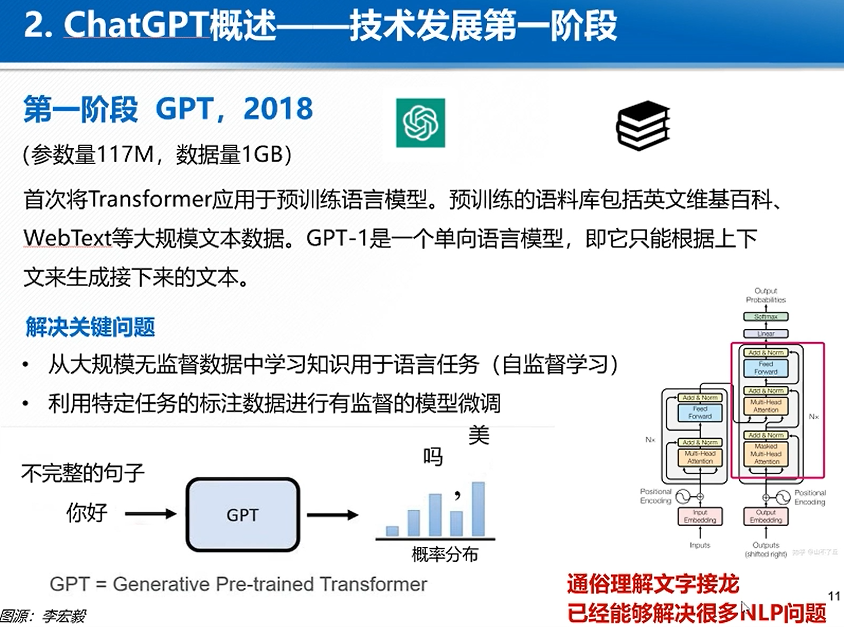 2. ChatGPT概述——技术发展第一阶段
第一阶段 GPT，2018
（参数量117M，数据量1GB）
首次将Transformer应用于预训练语言模型。预训练的语料库包括英文维基百科、
WebText等大规模文本数据。GPT-1是一个单向语言模型，即它只能根据上下
文来生成接下来的文本。
解决关键问题
• 从大规模无监督数据中学习知识用于语言任务（自监督学习）
• 利用特定任务的标注数据进行有监督的模型微调
不完整的句子
你好
GPT
吗
，
美
概率分布
GPT = Generative Pre-trained Transformer
图源：李宏毅
Output
Probabilities
Softmax
Linear
Add & Norm
Feed
Forward
Add & Norm
Multi-Head
Attention
Add & Norm
Masked
Multi-Head
Attention
N×
Add & Norm
Feed
Forward
N×
Add & Norm
Multi-Head
Attention
Positional
Encoding
Positional
Encoding
Input
Embedding
Output
Embedding
Inputs
Outputs
(shifted right)
通俗理解文字接龙
已经能够解决很多NLP问题
11